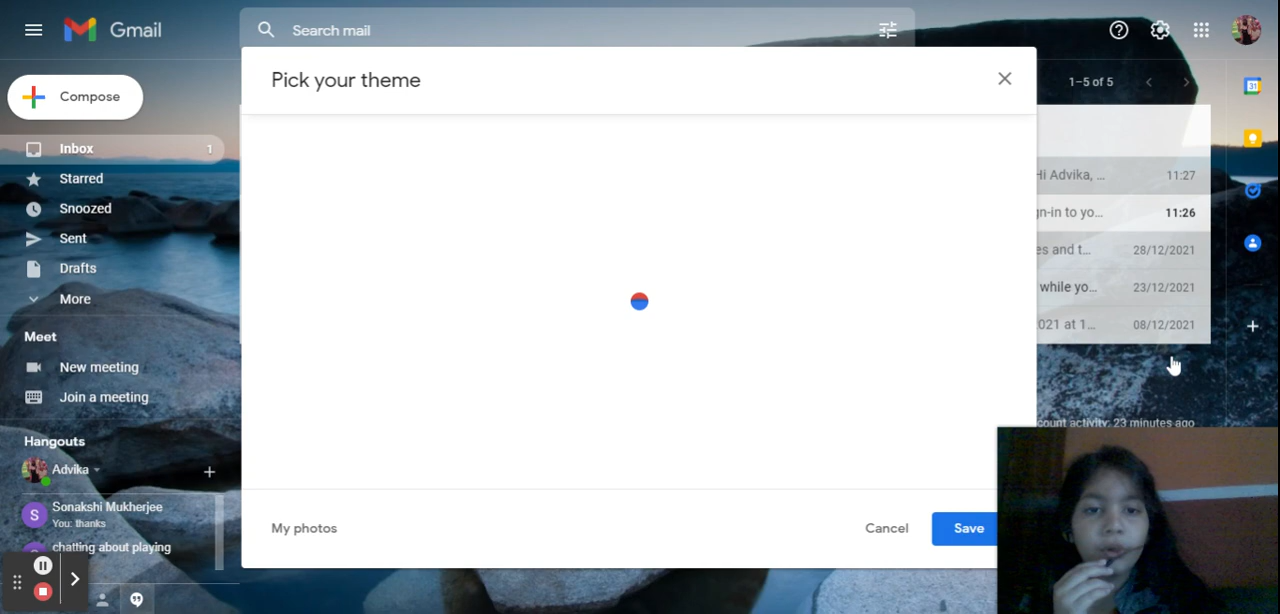 Gmail
Search mail
Pick your theme
1–5 of 5
31
Compose
Inbox 1
Hi Advika, ... 11:27
Starred
Snoozed
gn-in to yo... 11:26
Sent
es and t... 28/12/2021
Drafts
while yo... 23/12/2021
More
021 at 1... 08/12/2021
Meet
New meeting
Join a meeting
count activity: 23 minutes ago
Hangouts
Advika
S
Sonakshi Mukherjee
You: thanks
My photos
Cancel
Save
chatting about playing